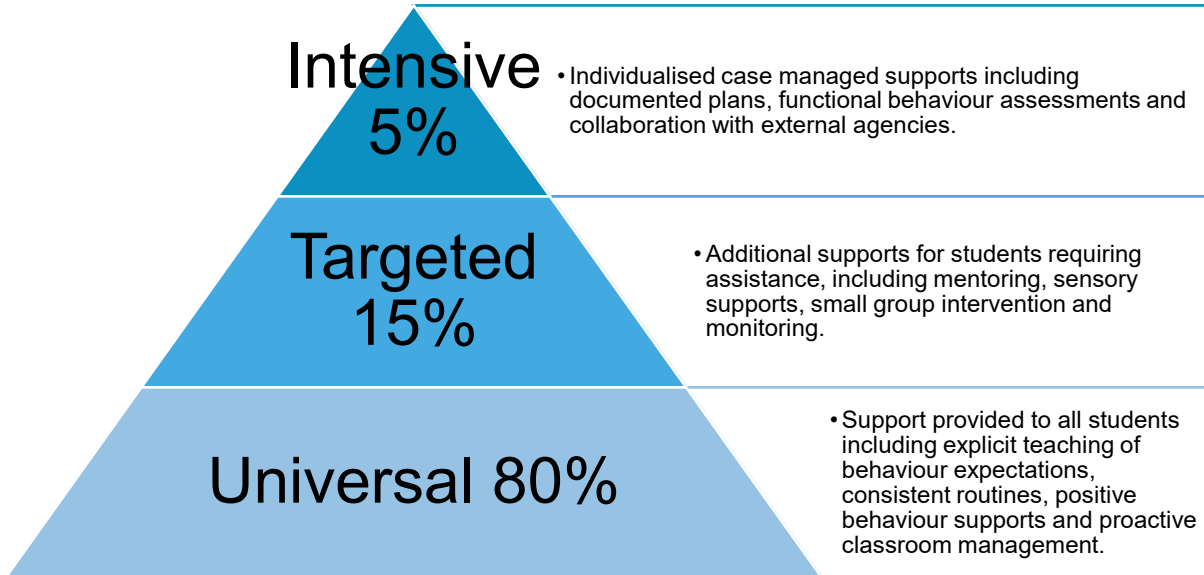 Intensive
5%
• Individualised case managed supports including
documented plans, functional behaviour assessments and
collaboration with external agencies.
Targeted
15%
• Additional supports for students requiring
assistance, including mentoring, sensory
supports, small group intervention and
monitoring.
Universal 80%
• Support provided to all students
including explicit teaching of
behaviour expectations,
consistent routines, positive
behaviour supports and proactive
classroom management.